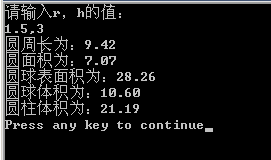 请输入r，h的值：
1.5,3
圆周长为：9.42
圆面积为：7.07
圆球表面积为：28.26
圆球体积为：10.60
圆柱体积为：21.19
Press any key to continue